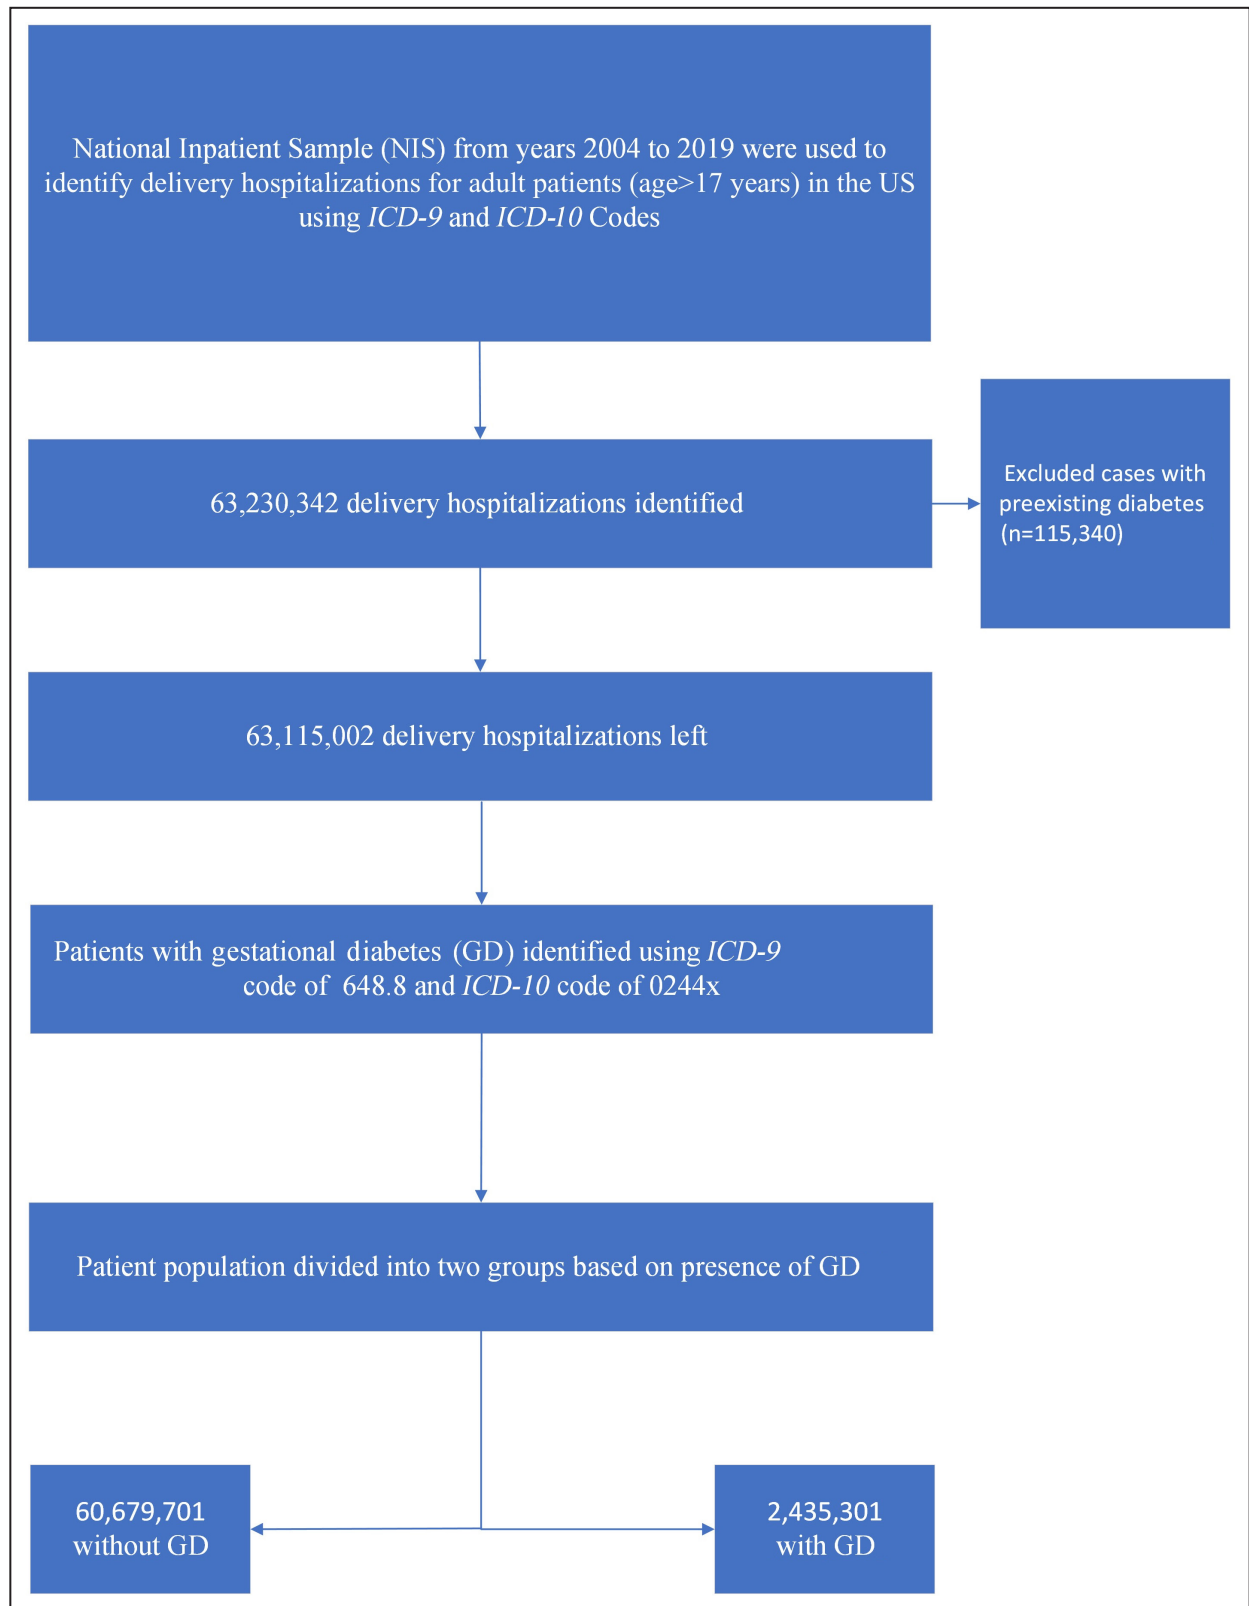 National Inpatient Sample (NIS) from years 2004 to 2019 were used to
identify delivery hospitalizations for adult patients (age>17 years) in the US
using ICD-9 and ICD-10 Codes
63,230,342 delivery hospitalizations identified
Excluded cases with
preexisting diabetes
(n=115,340)
63,115,002 delivery hospitalizations left
Patients with gestational diabetes (GD) identified using ICD-9
code of 648.8 and ICD-10 code of 0244x
Patient population divided into two groups based on presence of GD
60,679,701
without GD
2,435,301
with GD